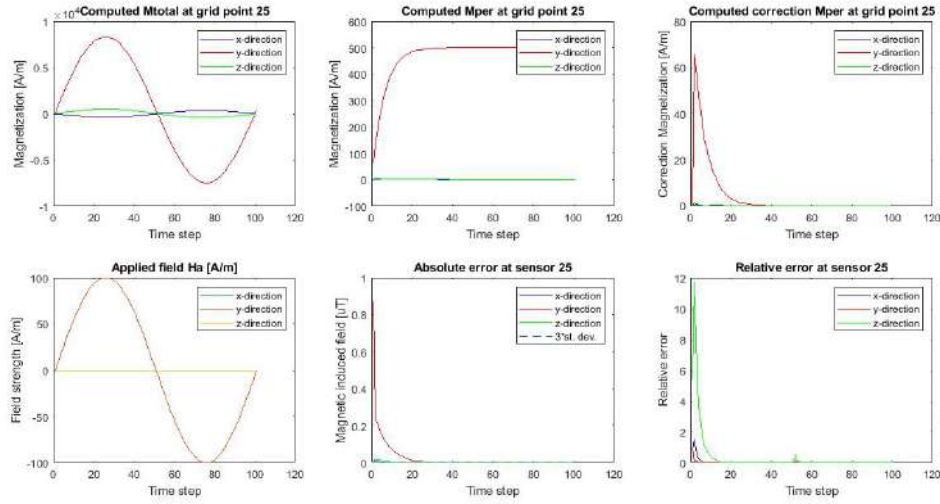 Computed Mtotal at grid point 25
1 ×10⁴
0.5
0
-0.5
-1
Magnetization [A/m]
0 20 40 60 80 100 120
Time step
x-direction
y-direction
z-direction
Computed Mper at grid point 25
600
500
400
300
200
100
0
-100
Magnetization [A/m]
0 20 40 60 80 100 120
Time step
x-direction
y-direction
z-direction
Computed correction Mper at grid point 25
80
60
40
20
0
Correction Magnetization [A/m]
0 20 40 60 80 100 120
Time step
x-direction
y-direction
z-direction
Applied field Ha [A/m]
100
50
0
-50
-100
Field strength [A/m]
0 20 40 60 80 100 120
Time step
x-direction
y-direction
z-direction
Absolute error at sensor 25
1
0.8
0.6
0.4
0.2
0
Magnetic induced field [uT]
0 20 40 60 80 100 120
Time step
x-direction
y-direction
z-direction
3*st. dev.
Relative error at sensor 25
12
10
8
6
4
2
0
Relative error
0 20 40 60 80 100 120
Time step
x-direction
y-direction
z-direction